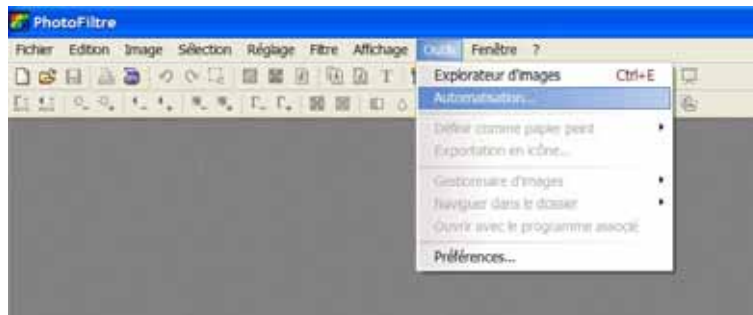 PhotoFiltre
Fichier Edition Image Sélection Réglage Filtre Affichage Outils Fenêtre ?
T
Explorateur d'images Ctrl+E
Automatisation...
Définir comme papier peint
Exportation en icône...
Gestionnaire d'images
Naviguer dans le dossier
Ouvrir avec le programme associé
Préférences...